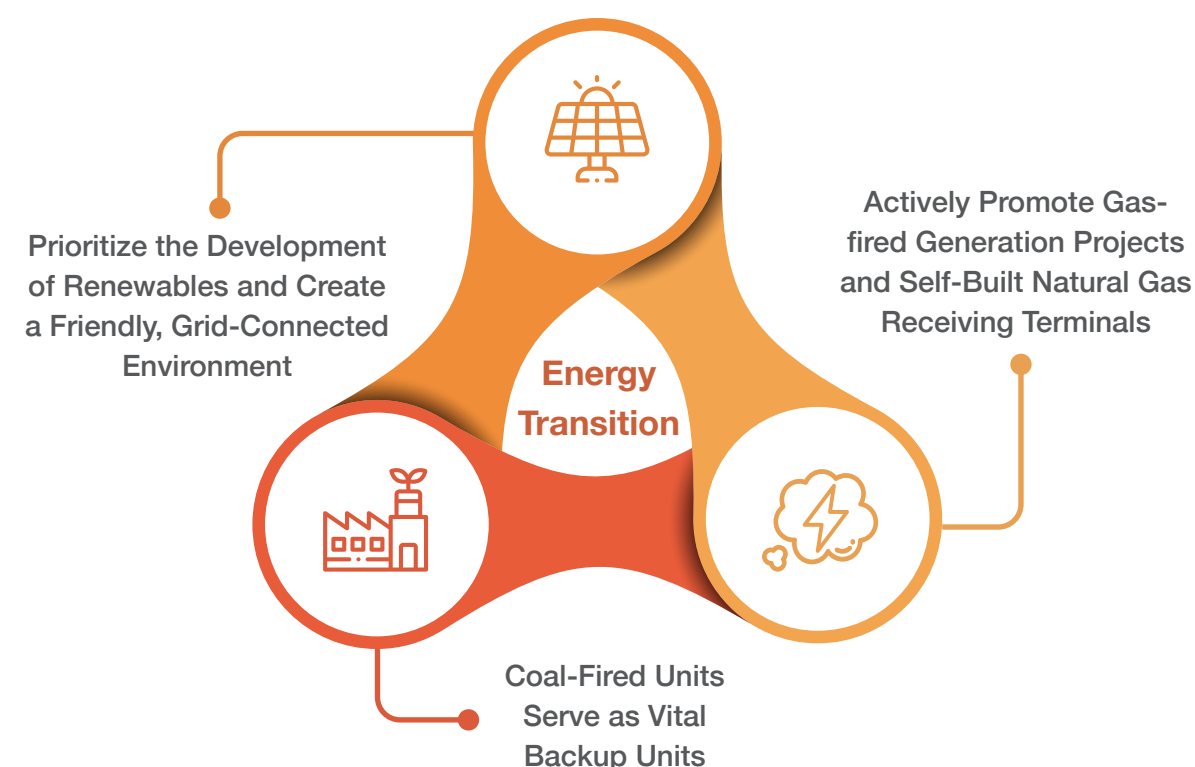 Prioritize the Development
of Renewables and Create
a Friendly, Grid-Connected
Environment
Actively Promote Gas-
fired Generation Projects
and Self-Built Natural Gas
Receiving Terminals
Energy
Transition
Coal-Fired Units
Serve as Vital
Backup Units